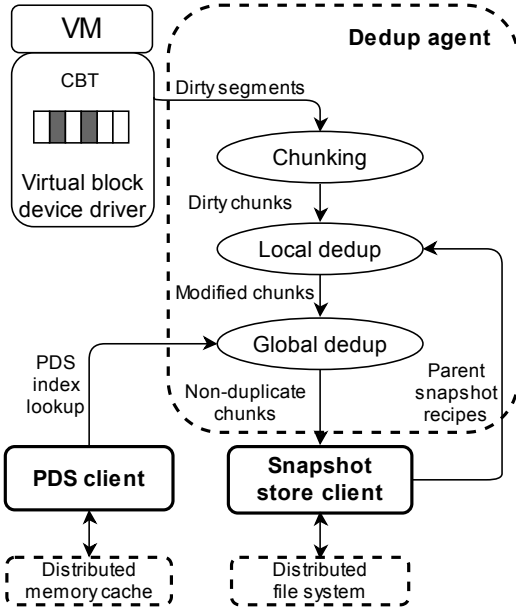 VM
Dedup agent
CBT
Dirty segments
Virtual block
device driver
Chunking
Dirty chunks
Local dedup
Modified chunks
Global dedup
PDS
index
lookup
Non-duplicate
chunks
Parent
snapshot
recipes
PDS client
Snapshot
store client
Distributed
memory cache
Distributed
file system